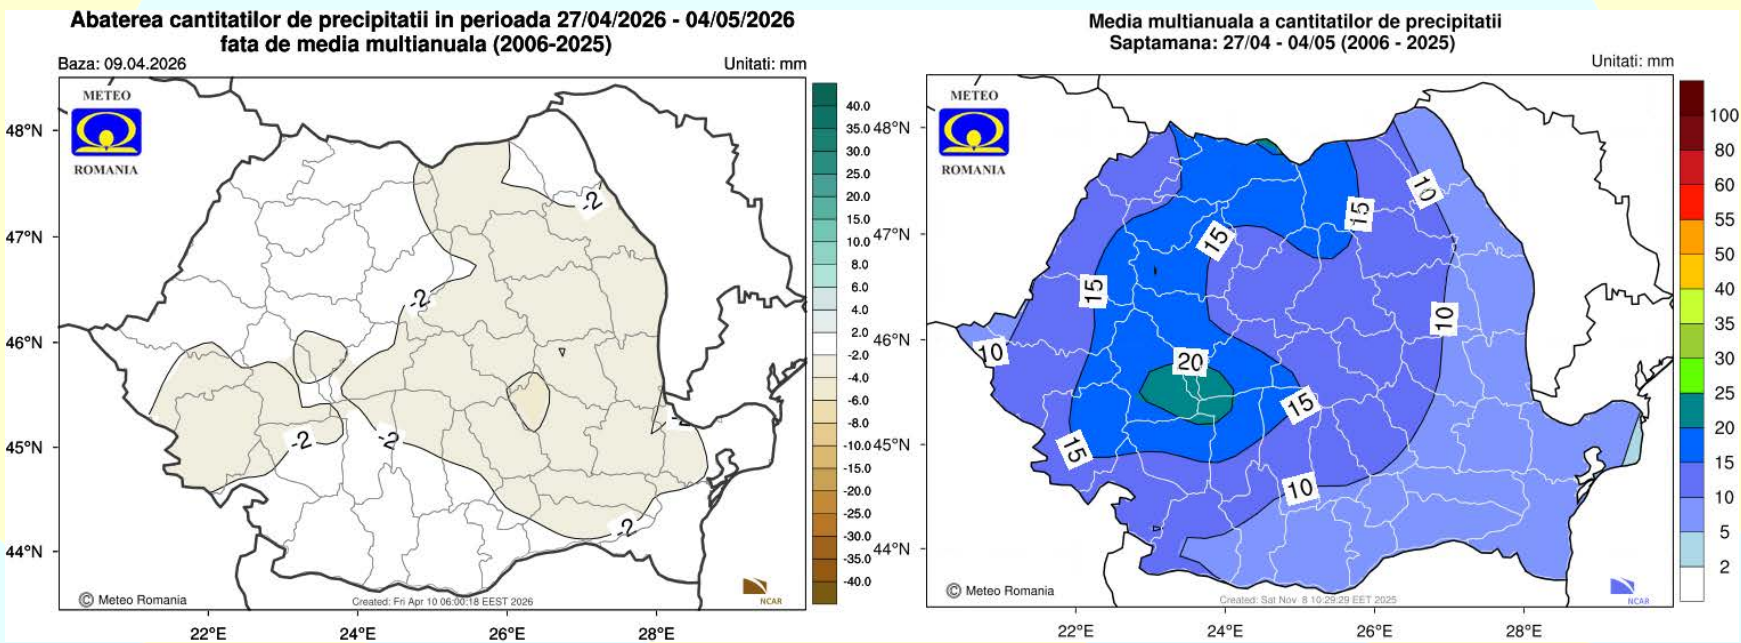 Abaterea cantitatilor de precipitatii in perioada 27/04/2026 - 04/05/2026
fata de media multianuala (2006-2025)
Baza: 09.04.2026
Unitati: mm
METEO
ROMANIA
48°N
47°N
46°N
45°N
44°N
22°E
24°E
26°E
28°E
-2
-2
-2
-2
-2
-2
40.0
35.0
30.0
25.0
20.0
15.0
10.0
8.0
6.0
4.0
2.0
-2.0
-4.0
-6.0
-8.0
-10.0
-15.0
-20.0
-25.0
-30.0
-35.0
-40.0
© Meteo Romania
Created: Fri Apr 10 06:00:18 EEST 2026
NCAR
Media multianuala a cantitatilor de precipitatii
Saptamana: 27/04 - 04/05 (2006 - 2025)
Unitati: mm
METEO
ROMANIA
48°N
47°N
46°N
45°N
44°N
22°E
24°E
26°E
28°E
10
15
15
15
10
10
20
15
15
10
100
80
60
55
50
40
35
30
25
20
15
10
5
2
© Meteo Romania
Created: Sat Nov 8 10:29:29 EET 2025
NCAR